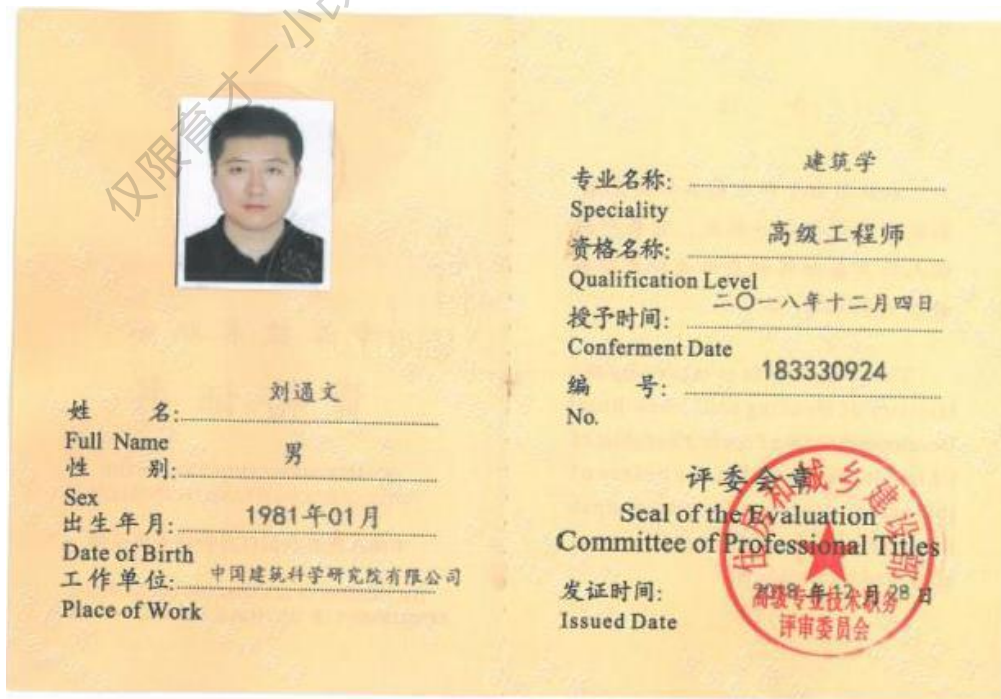 仅限育才一小
姓 名: 刘通文
Full Name
性 别: 男
Sex
出生年月: 1981年01月
Date of Birth
工作单位: 中国建筑科学研究院有限公司
Place of Work
专业名称: 建筑学
Speciality
资格名称: 高级工程师
Qualification Level
授予时间: 二〇一八年十二月四日
Conferment Date
编 号: 183330924
No.
评委会章
Seal of the Evaluation
Committee of Professional Titles
发证时间: 2018年12月28日
Issued Date
住房和城乡建设部
高级专业技术职务
评审委员会